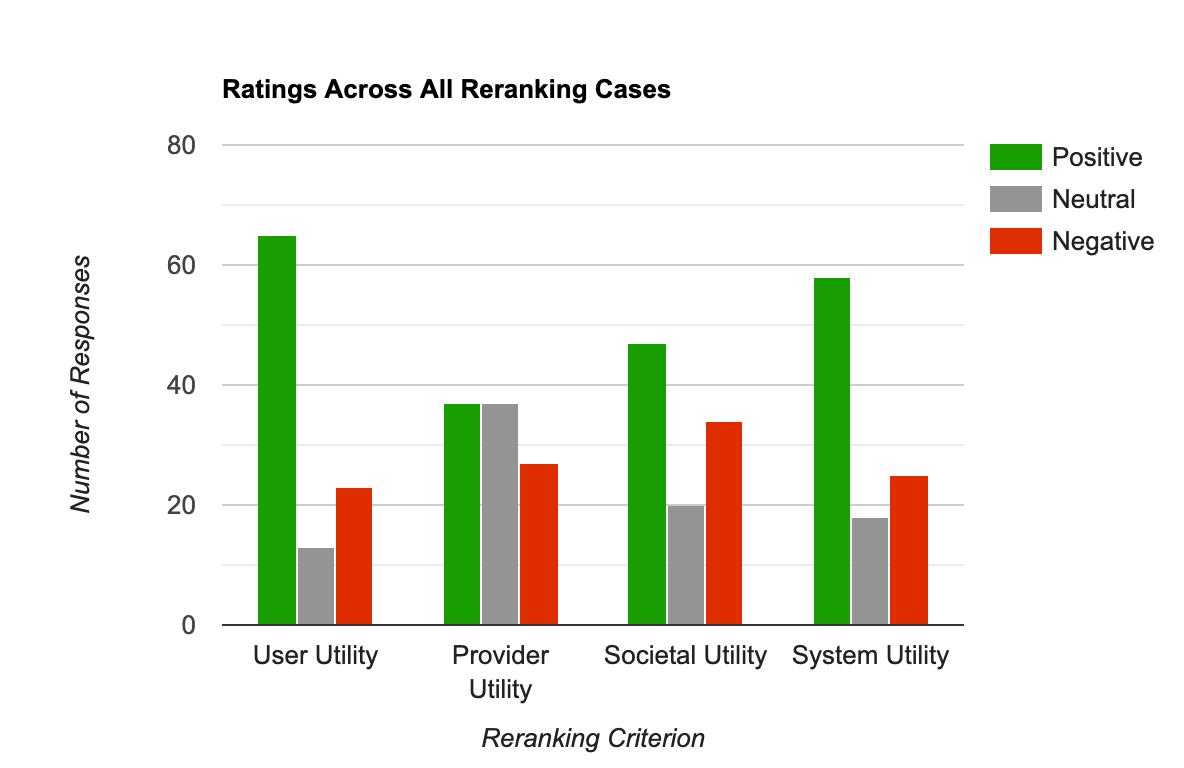 Ratings Across All Reranking Cases
80
60
40
20
0
Number of Responses
Positive
Neutral
Negative
User Utility
Provider
Utility
Societal Utility
System Utility
Reranking Criterion